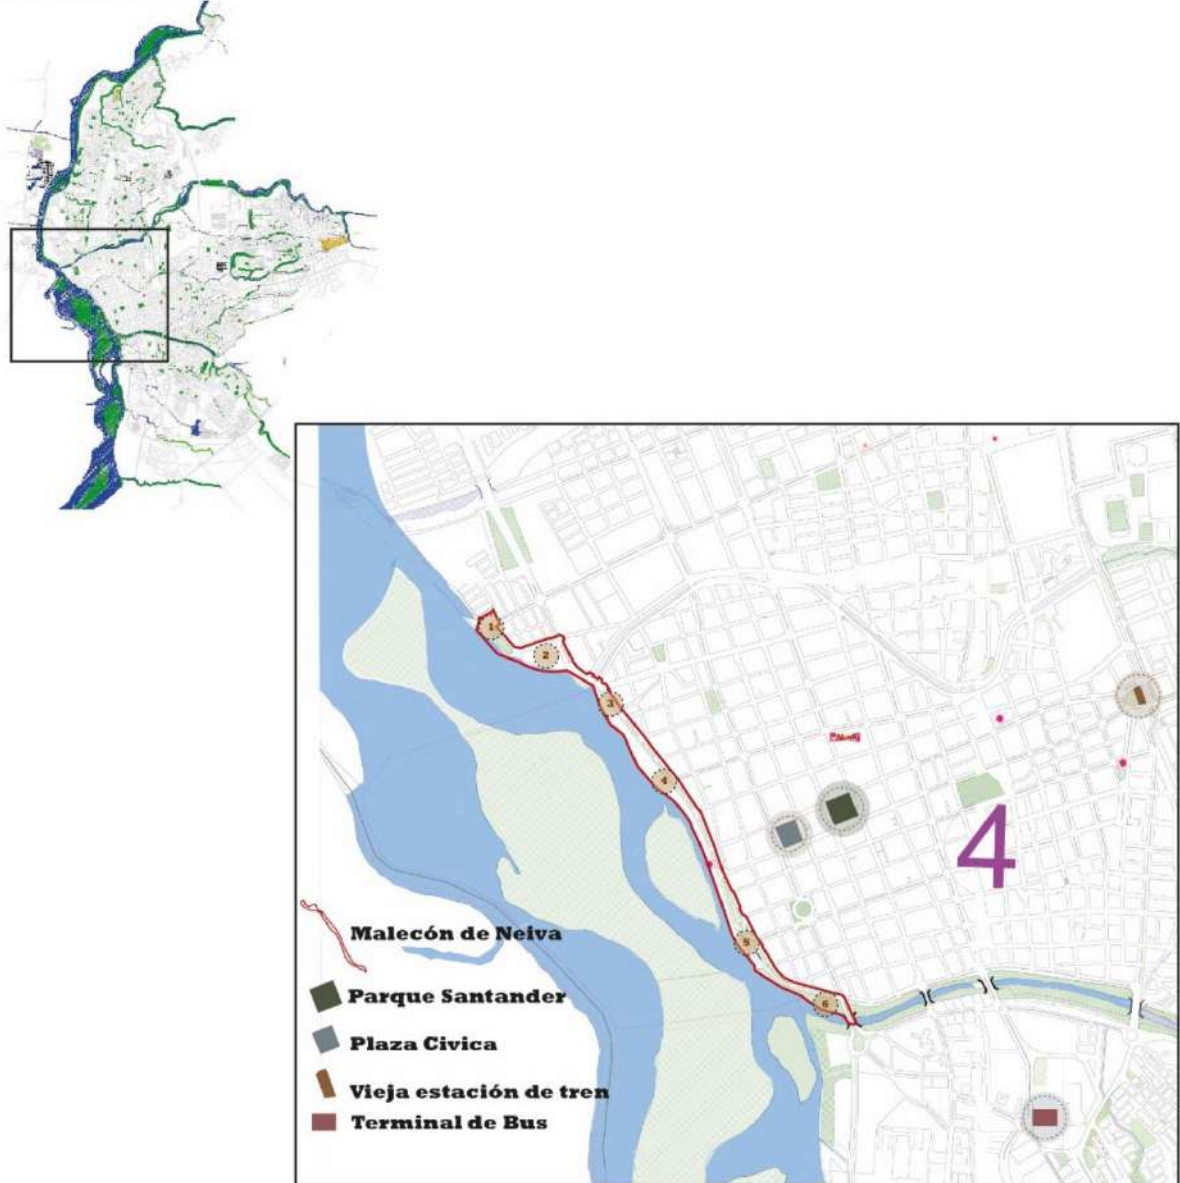 1
2
3
4
4
5
6
Malecón de Neiva
Parque Santander
Plaza Civica
Vieja estación de tren
Terminal de Bus